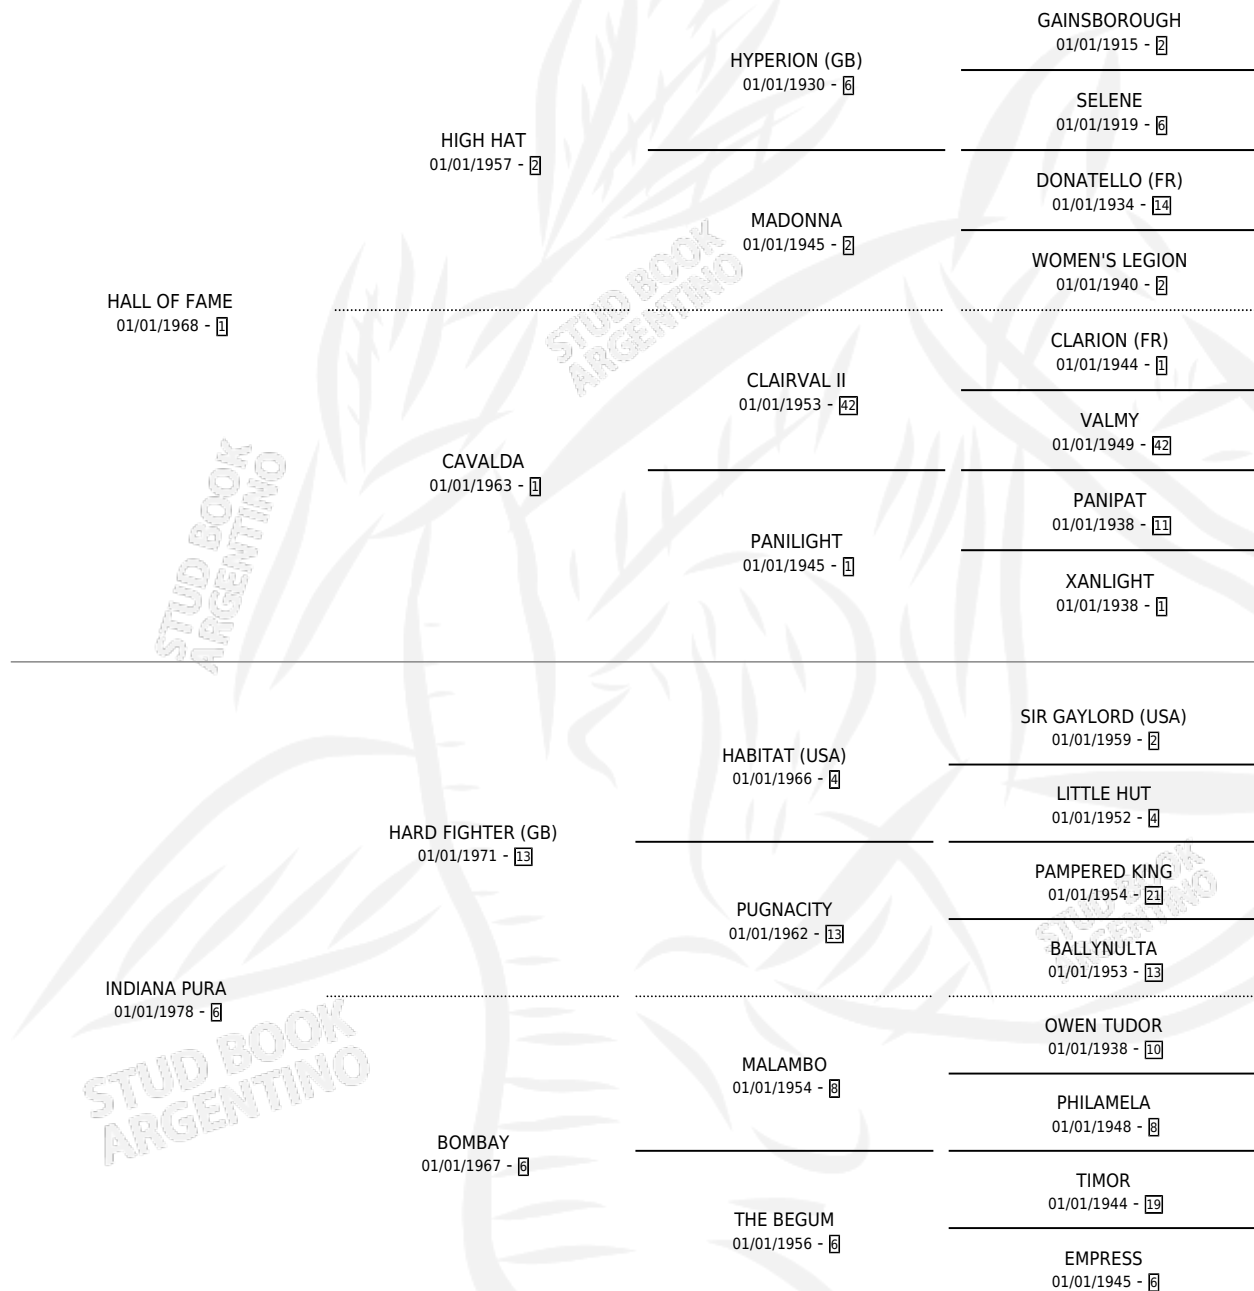 GAINSBOROUGH
01/01/1915 - 2
HYPERION (GB)
01/01/1930 - 6
SELENE
01/01/1919 - 6
HIGH HAT
01/01/1957 - 2
DONATELLO (FR)
01/01/1934 - 14
MADONNA
01/01/1945 - 2
WOMEN'S LEGION
01/01/1940 - 2
HALL OF FAME
01/01/1968 - 1
CLARION (FR)
01/01/1944 - 1
CLAIRVAL II
01/01/1953 - 42
VALMY
01/01/1949 - 42
CAVALDA
01/01/1963 - 1
PANIPAT
01/01/1938 - 11
PANILIGHT
01/01/1945 - 1
XANLIGHT
01/01/1938 - 1
SIR GAYLORD (USA)
01/01/1959 - 2
HABITAT (USA)
01/01/1966 - 4
LITTLE HUT
01/01/1952 - 4
HARD FIGHTER (GB)
01/01/1971 - 13
PAMPERED KING
01/01/1954 - 21
PUGNACITY
01/01/1962 - 13
BALLYNULTA
01/01/1953 - 13
INDIANA PURA
01/01/1978 - 6
OWEN TUDOR
01/01/1938 - 10
MALAMBO
01/01/1954 - 8
PHILAMELA
01/01/1948 - 8
BOMBAY
01/01/1967 - 6
TIMOR
01/01/1944 - 19
THE BEGUM
01/01/1956 - 6
EMPRESS
01/01/1945 - 6
STUD BOOK
ARGENTINO
STUD BOOK
ARGENTINO
STUD BOOK
ARGENTINO
STUD BOOK
ARGENTINO